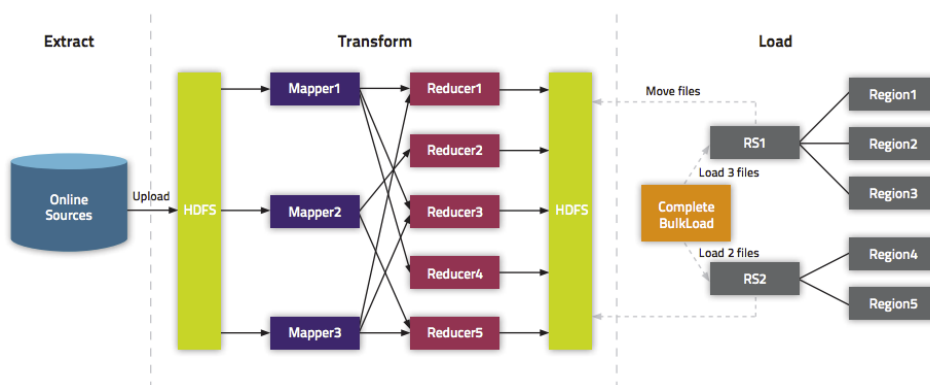 Extract
Transform
Load
Online
Sources
Upload
HDFS
Mapper1
Mapper2
Mapper3
Reducer1
Reducer2
Reducer3
Reducer4
Reducer5
HDFS
Move files
RS1
Load 3 files
Complete
BulkLoad
Load 2 files
RS2
Region1
Region2
Region3
Region4
Region5